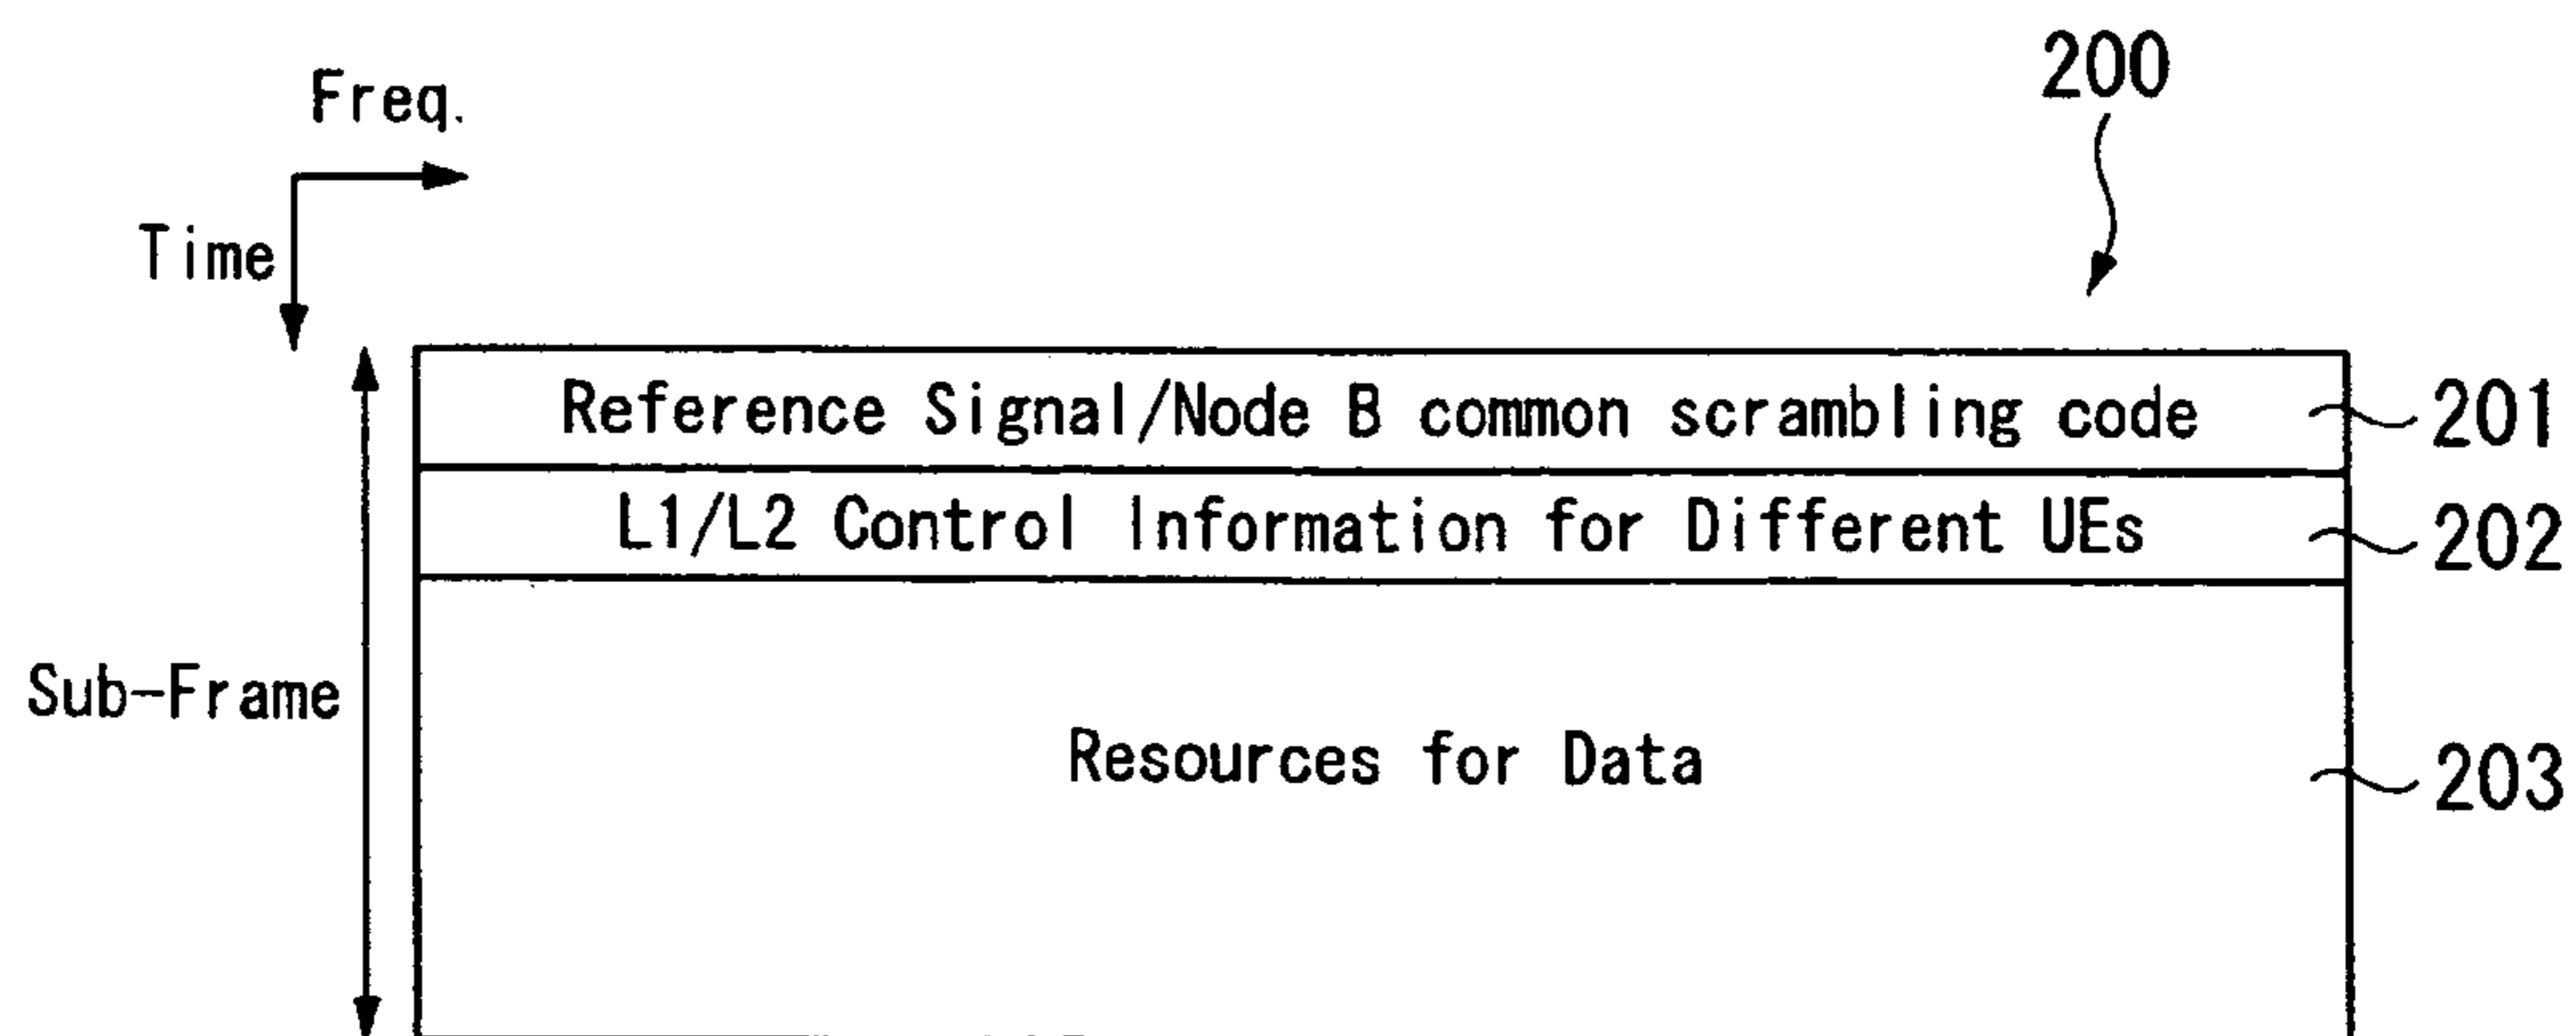 200
Freq.
Time
Reference Signal/Node B common scrambling code
201
L1/L2 Control Information for Different UEs
202
Sub-Frame
Resources for Data
203